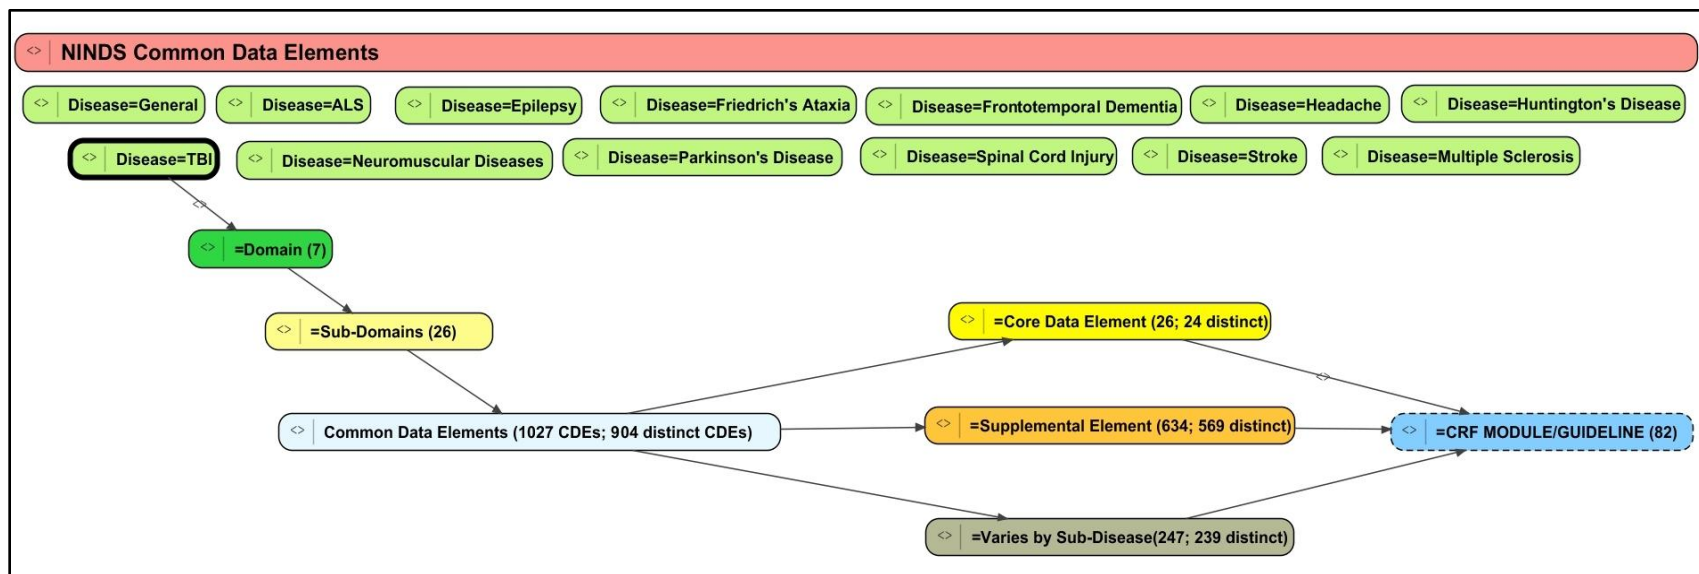 <> NINDS Common Data Elements
<> Disease=General <> Disease=ALS <> Disease=Epilepsy <> Disease=Friedrich's Ataxia <> Disease=Frontotemporal Dementia <> Disease=Headache <> Disease=Huntington's Disease
<> Disease=TBI <> Disease=Neuromuscular Diseases <> Disease=Parkinson's Disease <> Disease=Spinal Cord Injury <> Disease=Stroke <> Disease=Multiple Sclerosis
<>
<> =Domain (7)
<> =Sub-Domains (26)
<> =Core Data Element (26; 24 distinct)
<>
<> Common Data Elements (1027 CDEs; 904 distinct CDEs)
<> =Supplemental Element (634; 569 distinct)
<> =CRF MODULE/GUIDELINE (82)
<> =Varies by Sub-Disease(247; 239 distinct)